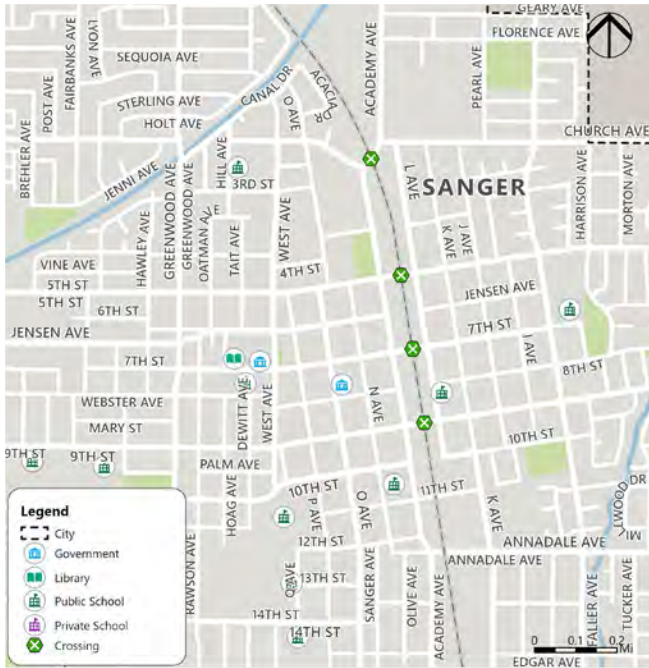 GEARY AVE
FLORENCE AVE
LYON AVE
FAIRBANKS AVE
POST AVE
SEQUOIA AVE
ACADEMY AVE
PEARL AVE
ACACIA DR
CANAL DR
O AVE
STERLING AVE
HOLT AVE
CHURCH AVE
BREHLER AVE
JENNI AVE
HILL AVE
3RD ST
L AVE
SANGER
HARRISON AVE
MORTON AVE
GREENWOOD AVE
GREENWOOD AVE
OATMAN AVE
HAWLEY AVE
TAIT AVE
WEST AVE
K AVE
J AVE
VINE AVE
4TH ST
5TH ST
5TH ST
6TH ST
JENSEN AVE
JENSEN AVE
7TH ST
7TH ST
I AVE
8TH ST
WEBSTER AVE
DEWITT AVE
WEST AVE
N AVE
MARY ST
10TH ST
9TH ST
9TH ST
PALM AVE
HOAG AVE
10TH ST
11TH ST
P AVE
O AVE
K AVE
12TH ST
ANNADALE AVE
ANNADALE AVE
RAWSON AVE
Q AVE
13TH ST
SANGER AVE
OLIVE AVE
ACADEMY AVE
FALLER AVE
TUCKER AVE
14TH ST
14TH ST
EDGAR AVE
Legend
City
Government
Library
Public School
Private School
Crossing
0 0.1 0.2
Mi